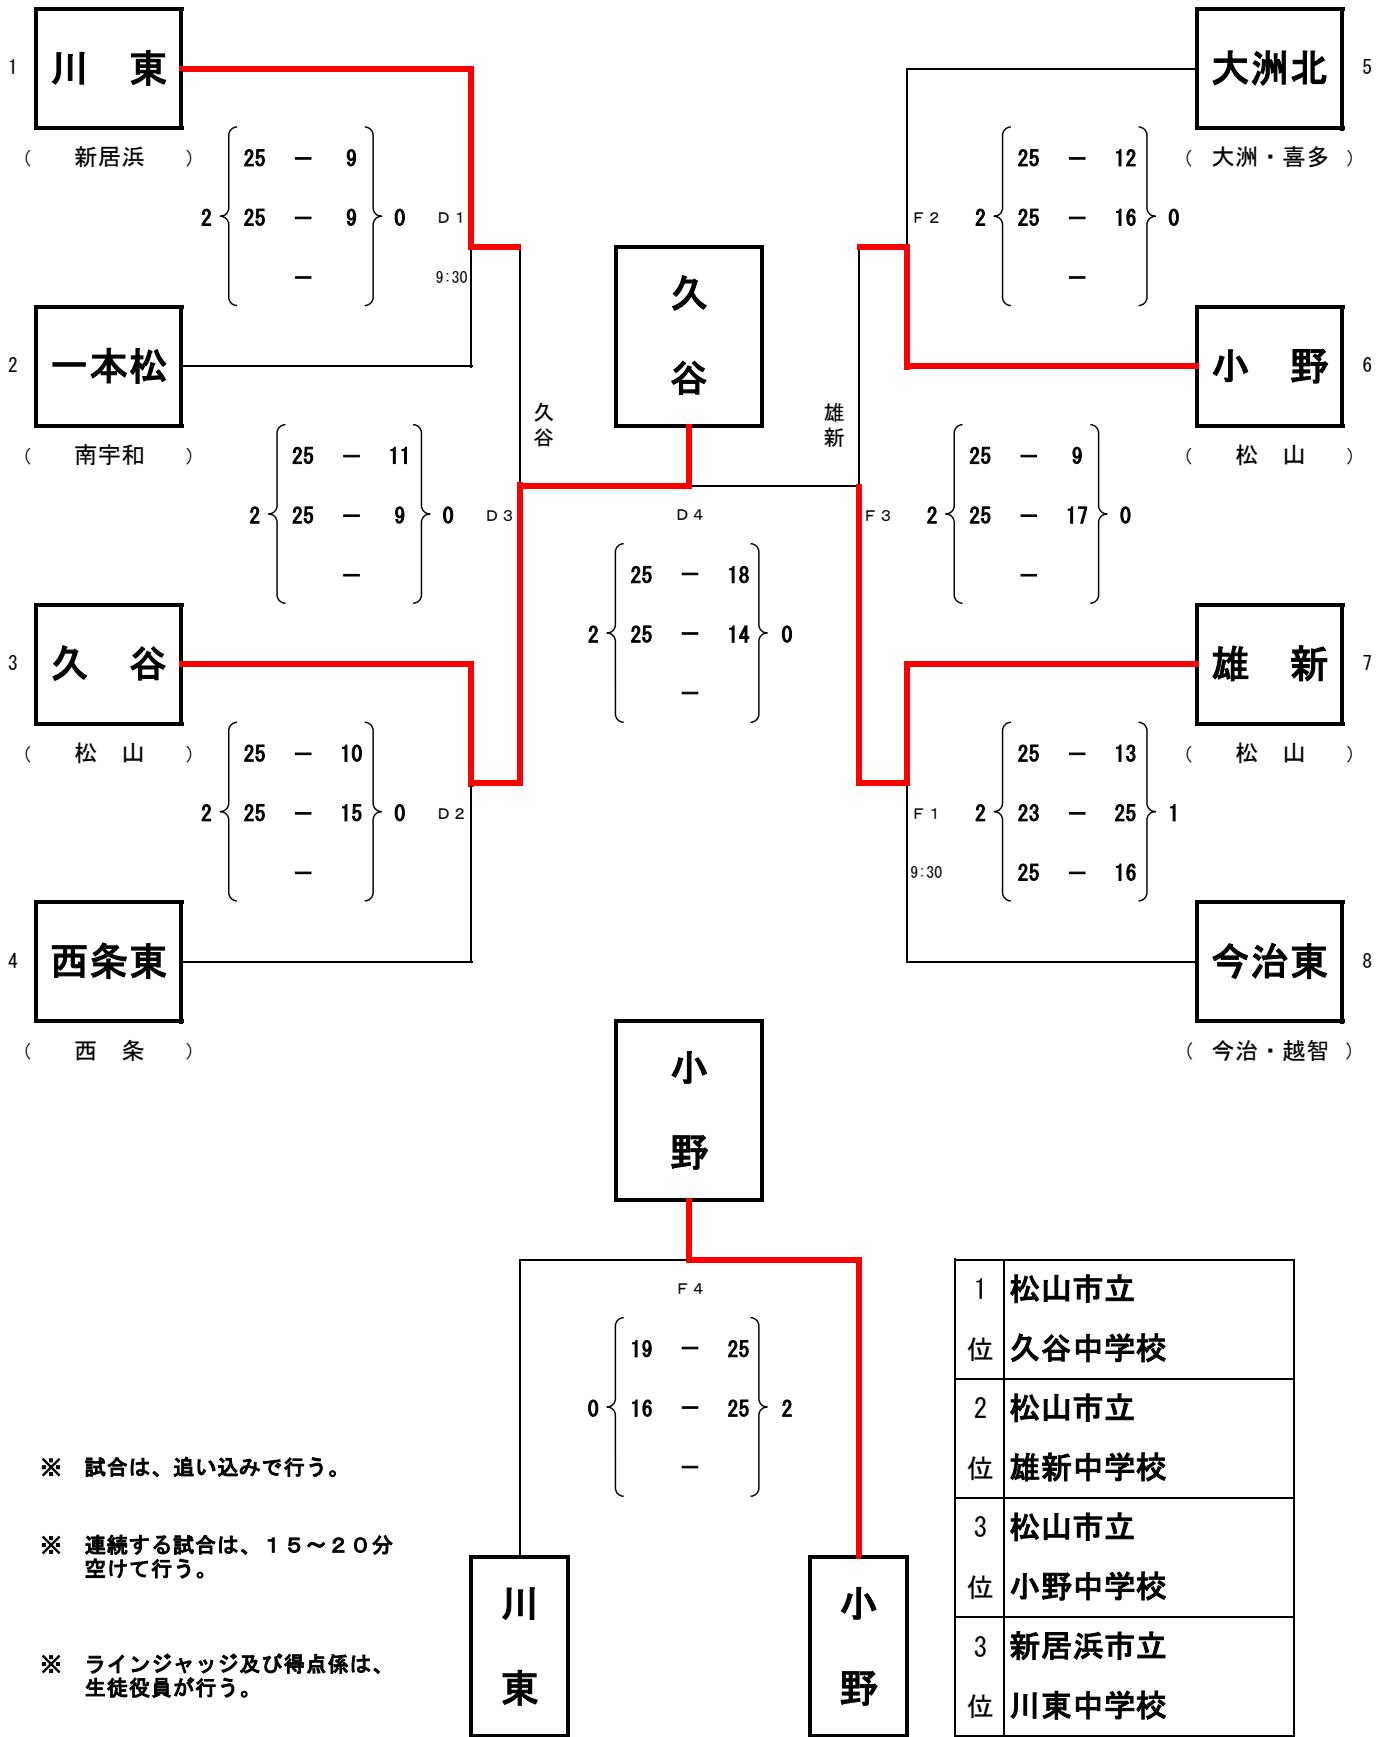 1 川　東
（　新居浜　）
25 － 9
2 25 － 9 0 Ｄ１
－ 9:30
2 一本松
（　南宇和　）
久谷
25 － 11
2 25 － 9 0 Ｄ３
－
3 久　谷
（　松　山　）
25 － 10
2 25 － 15 0 Ｄ２
－
4 西条東
（　西　条　）
久谷
Ｄ４
25 － 18
2 25 － 14 0
－
大洲北 5
（ 大洲・喜多 ）
25 － 12
Ｆ２ 2 25 － 16 0
－
小　野 6
（　松　山　）
雄新
25 － 9
Ｆ３ 2 25 － 17 0
－
雄　新 7
（　松　山　）
25 － 13
Ｆ１ 2 23 － 25 1
9:30 25 － 16
今治東 8
（ 今治・越智 ）
小野
Ｆ４
19 － 25
0 16 － 25 2
－
川東
小野
※　試合は、追い込みで行う。
※　連続する試合は、１５～２０分
空けて行う。
※　ラインジャッジ及び得点係は、
生徒役員が行う。
1 松山市立
位 久谷中学校
2 松山市立
位 雄新中学校
3 松山市立
位 小野中学校
3 新居浜市立
位 川東中学校